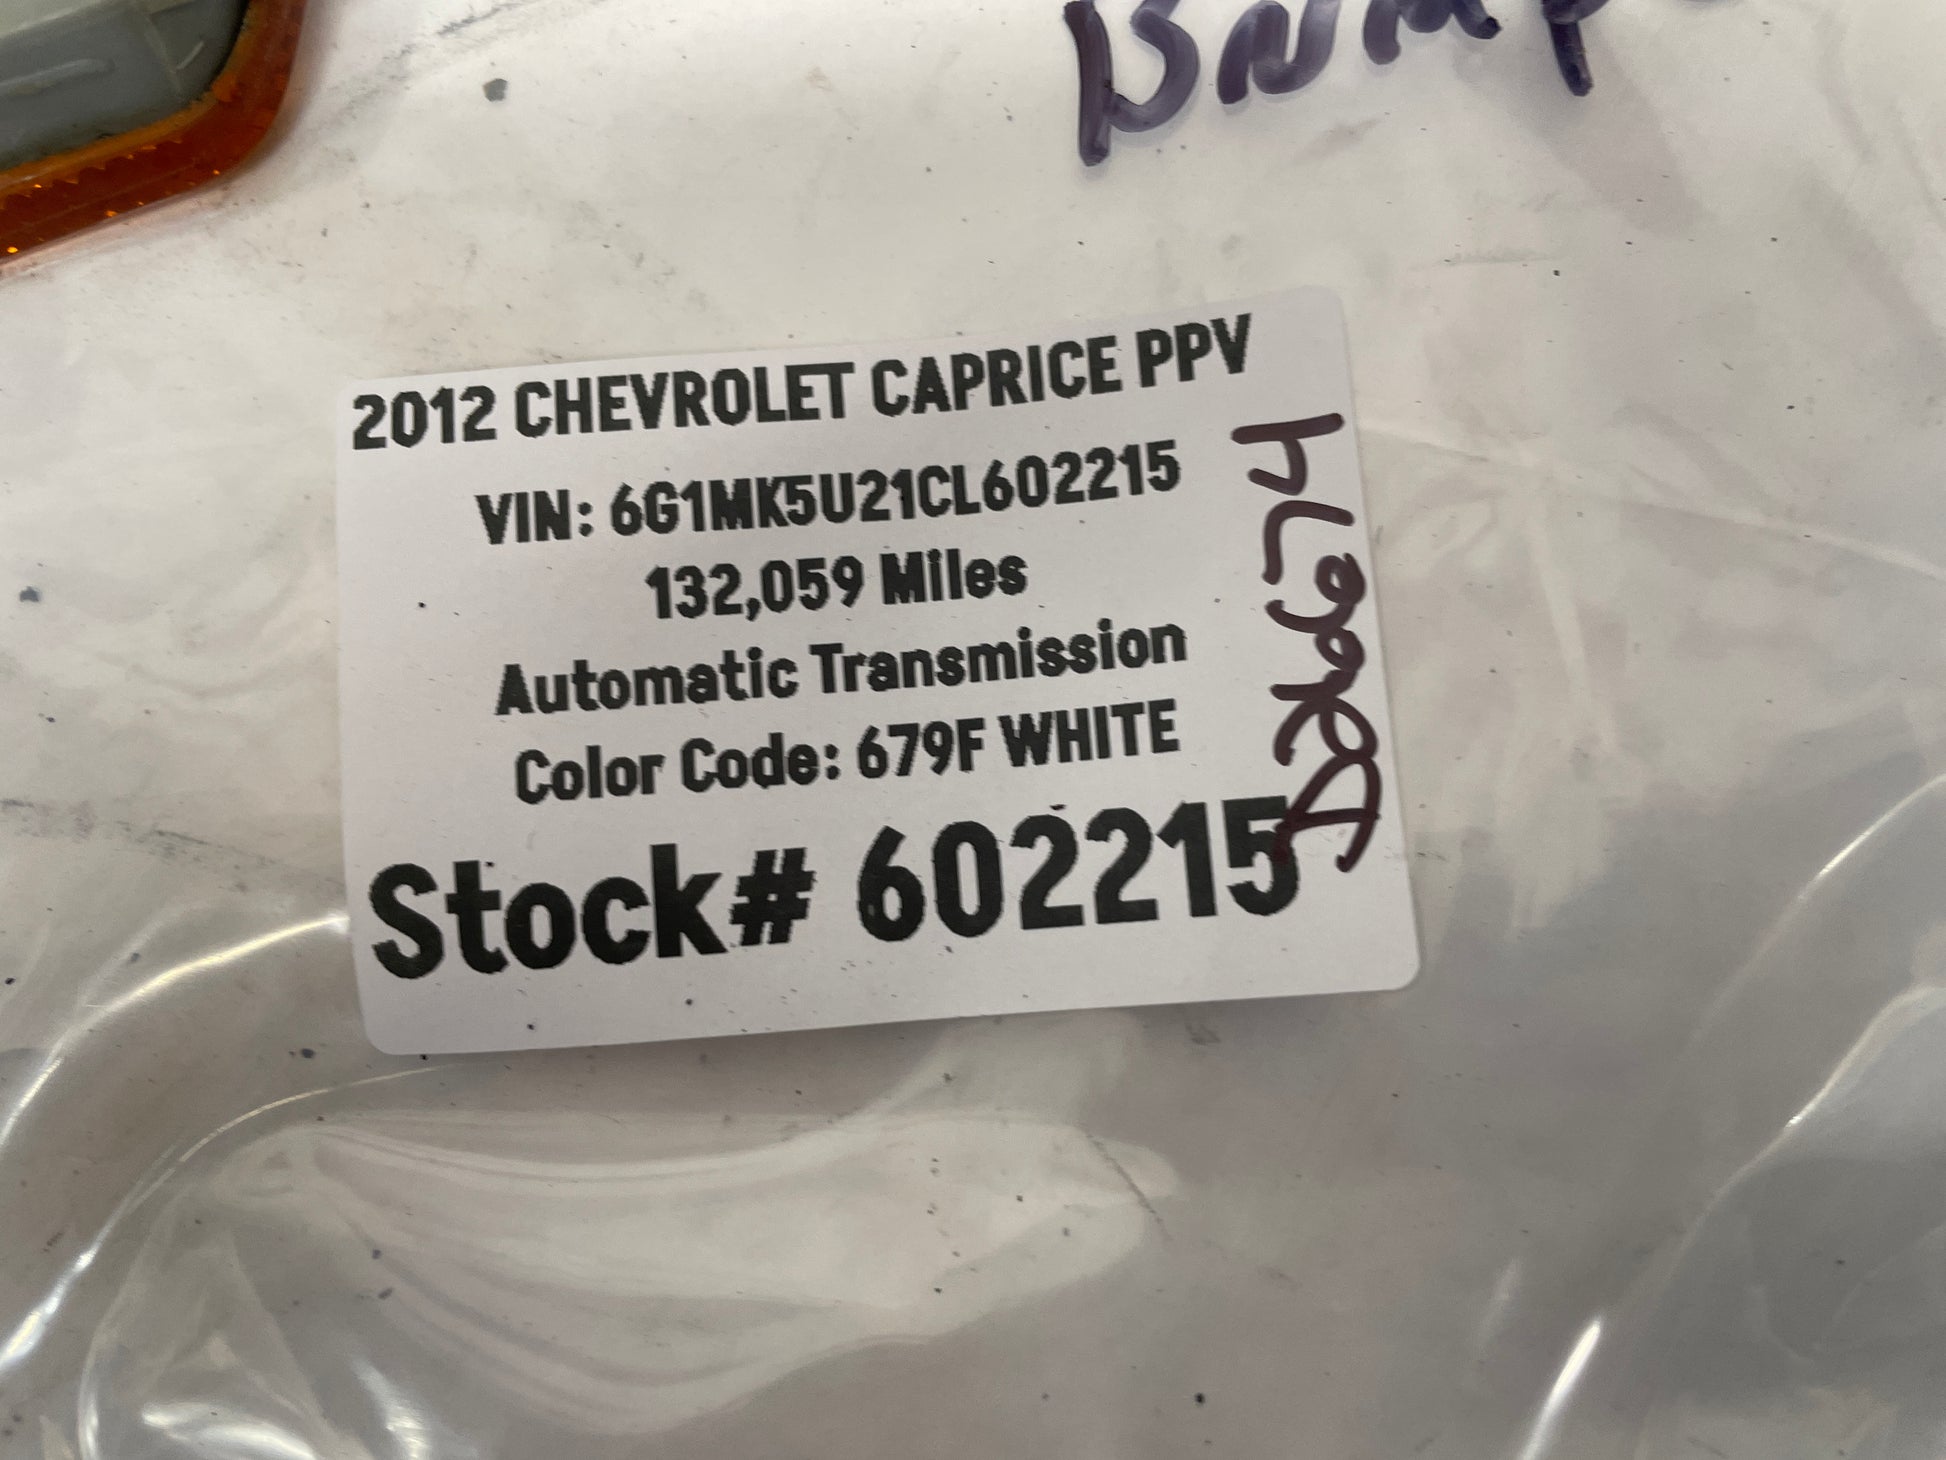 2012 CHEVROLET CAPRICE PPV
VIN: 6G1MK5U21CL602215
132,059 Miles
Automatic Transmission
Color Code: 679F WHITE
Stock# 602215